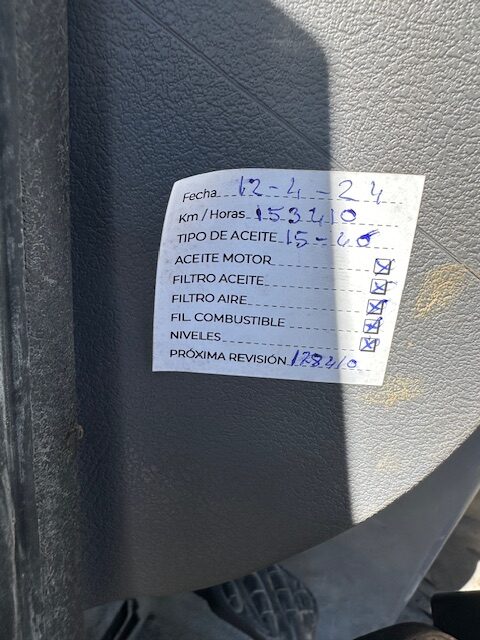 Fecha 12-4-24
Km / Horas 153410
TIPO DE ACEITE 15-40
ACEITE MOTOR
FILTRO ACEITE
FILTRO AIRE
FIL. COMBUSTIBLE
NIVELES
PRÓXIMA REVISIÓN 178410